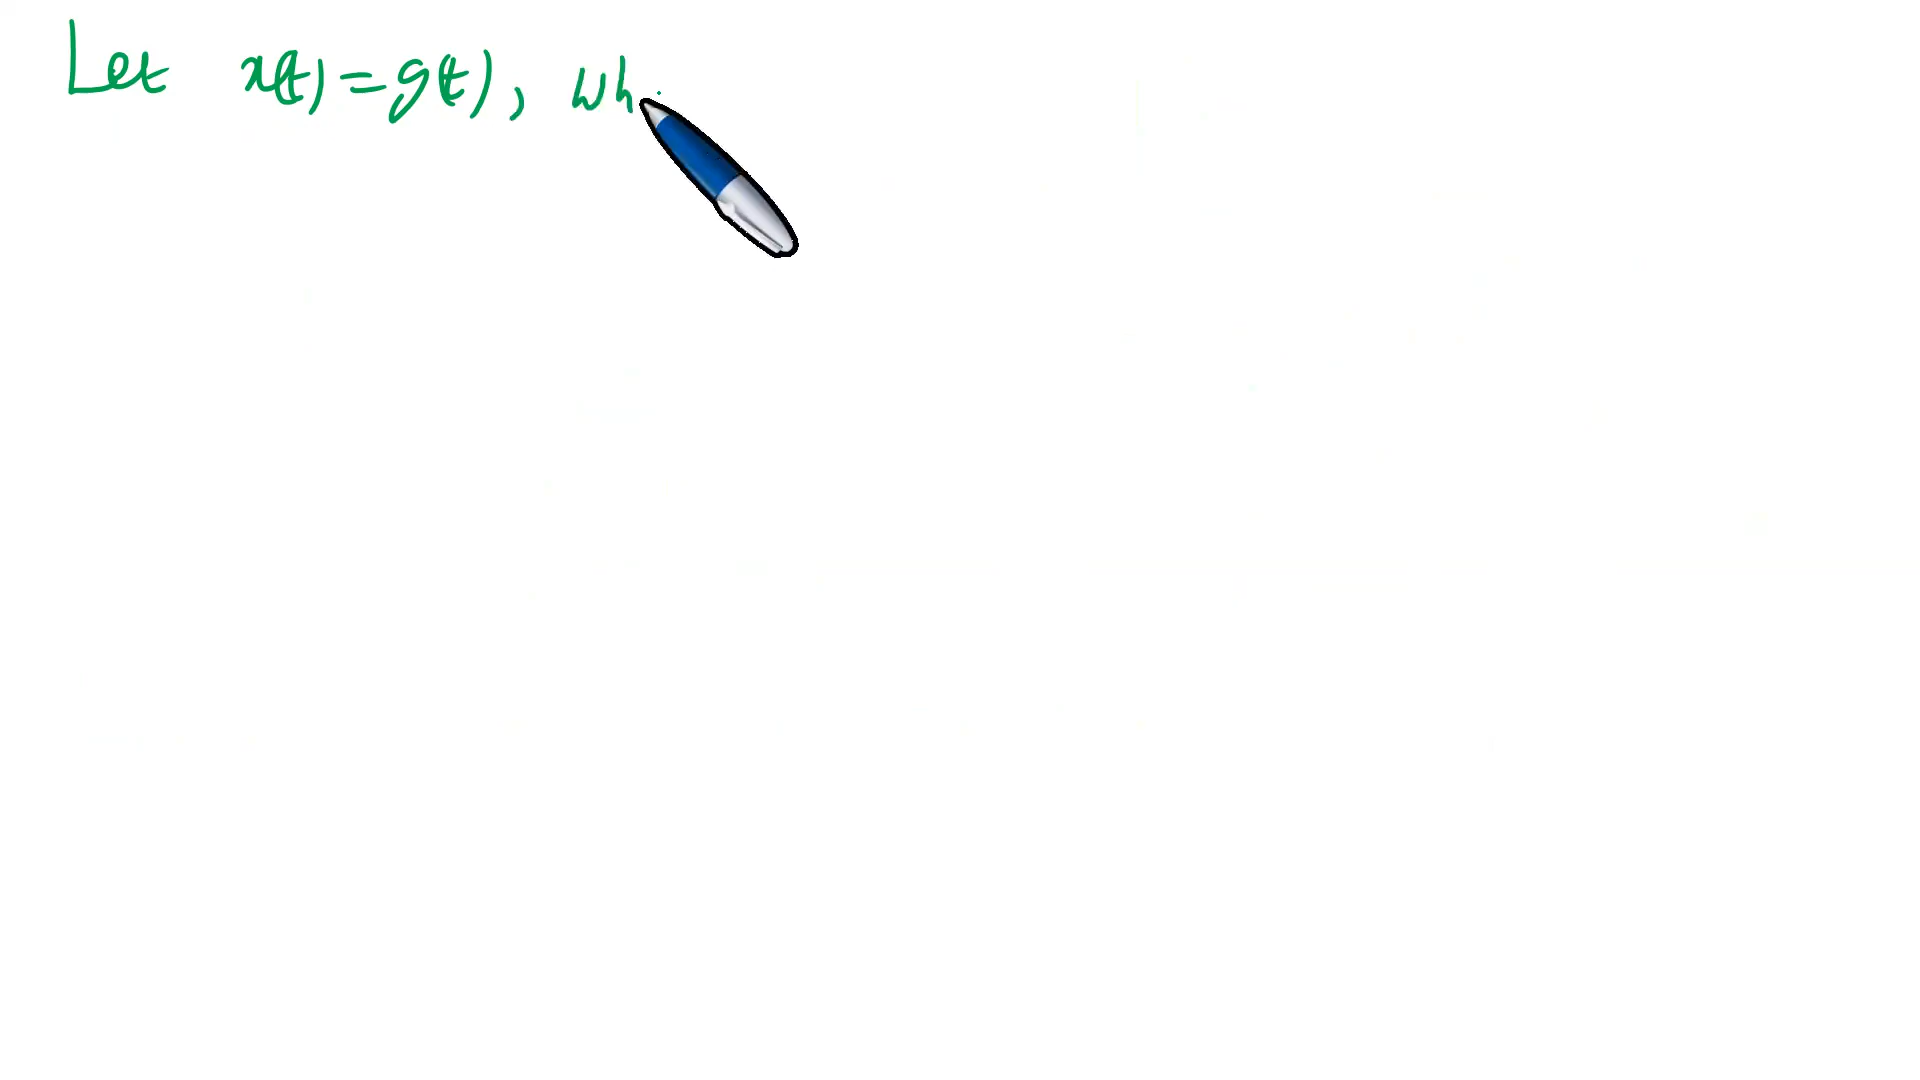 Let x(t) = g(t), wh